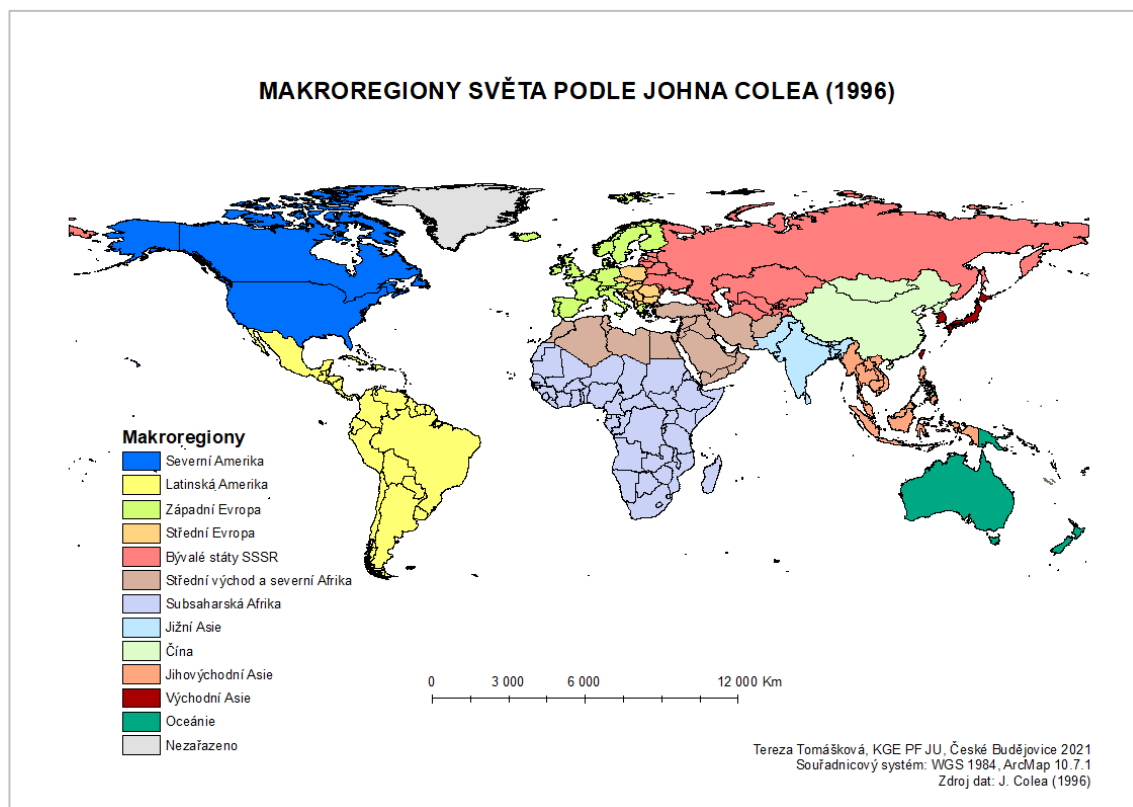 MAKROREGIONY SVĚTA PODLE JOHNA COLEA (1996)
Makroregiony
Severní Amerika
Latinská Amerika
Západní Evropa
Střední Evropa
Bývalé státy SSSR
Střední východ a severní Afrika
Subsaharská Afrika
Jižní Asie
Čína
Jihovýchodní Asie
Východní Asie
Oceánie
Nezařazeno
0 3 000 6 000 12 000 Km
Tereza Tomášková, KGE PF JU, České Budějovice 2021
Souřadnicový systém: WGS 1984, ArcMap 10.7.1
Zdroj dat: J. Colea (1996)